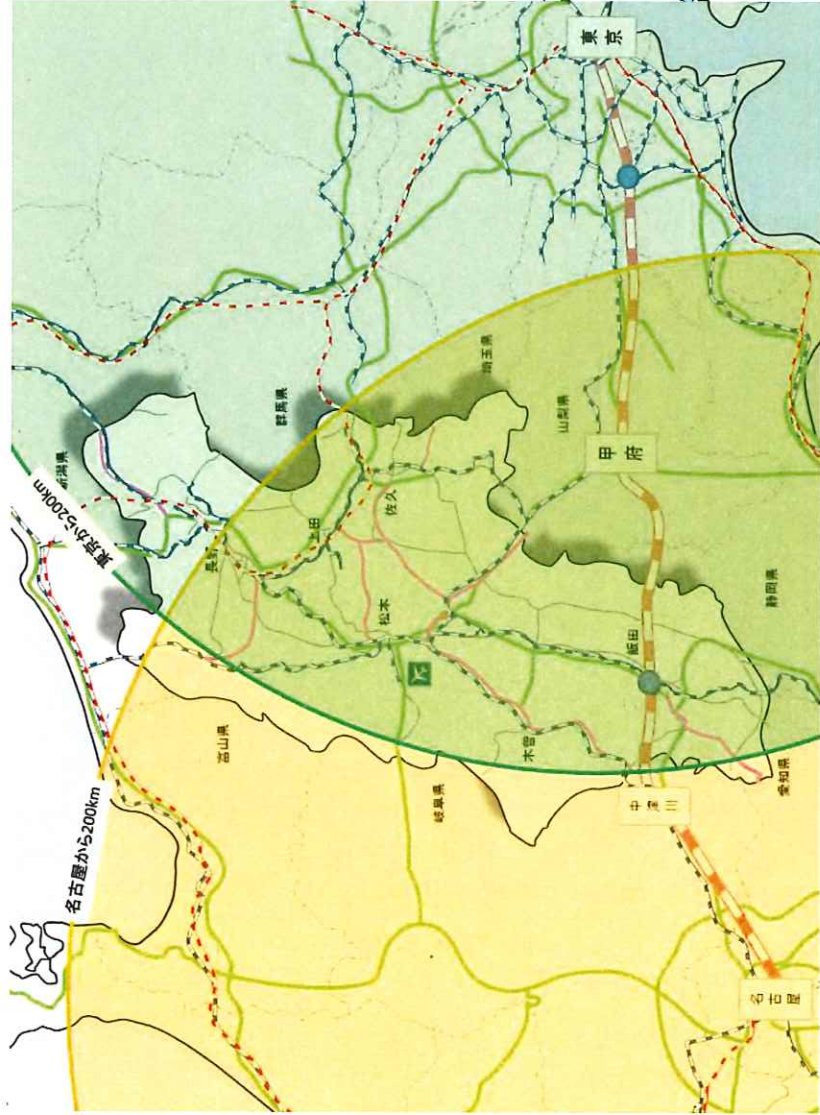 名古屋から200km
東京から200km
新潟県
富山県
長野
群馬県
上田
佐久
松本
埼玉県
岐阜県
木曽
山梨県
東京
甲府
飯田
中津川
静岡県
愛知県
名古屋